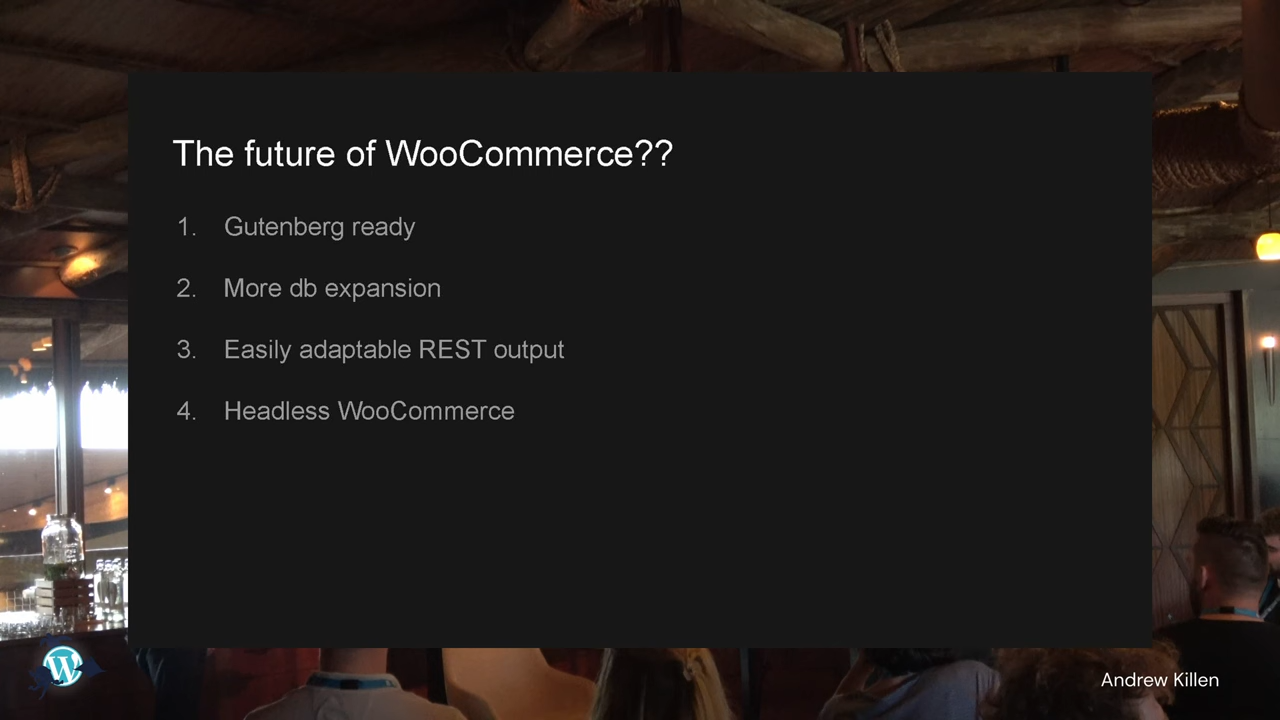 The future of WooCommerce??
1. Gutenberg ready
2. More db expansion
3. Easily adaptable REST output
4. Headless WooCommerce
Andrew Killen